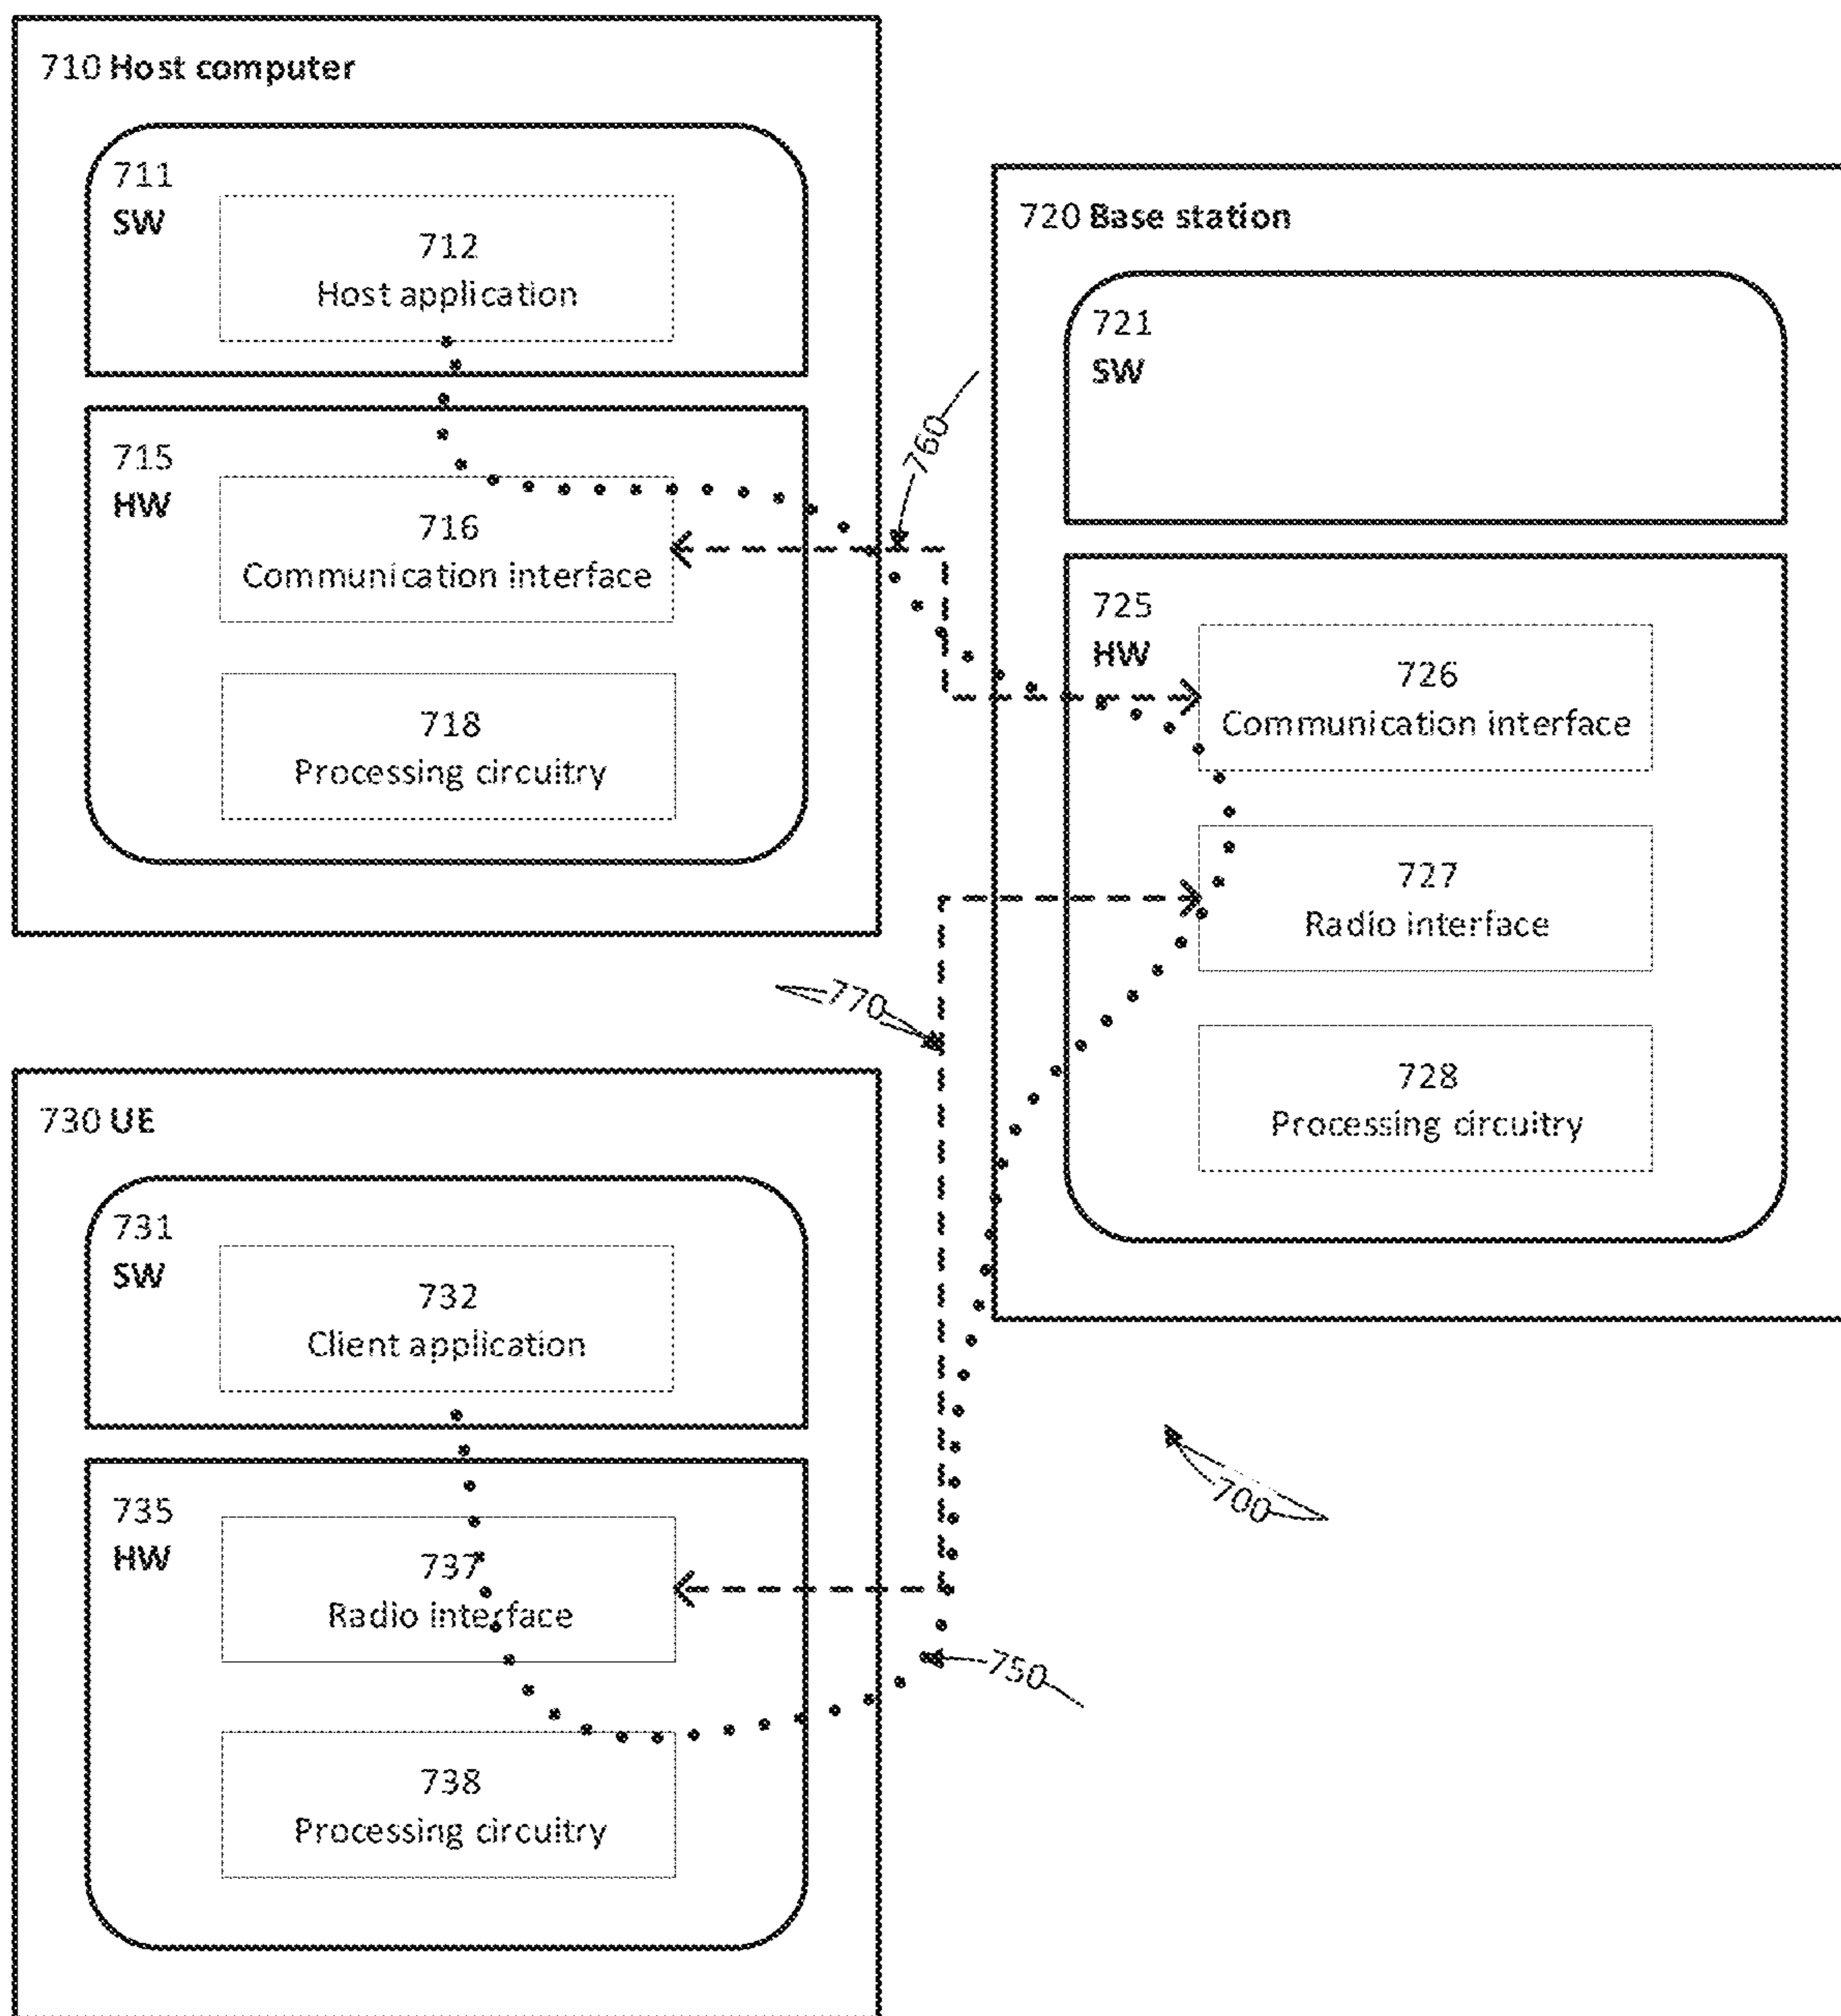 710 Host computer
711
SW
712
Host application
715
HW
716
Communication interface
718
Processing circuitry
760
720 Base station
721
SW
725
HW
726
Communication interface
727
Radio interface
728
Processing circuitry
770
730 UE
731
SW
732
Client application
735
HW
737
Radio interface
738
Processing circuitry
700
750